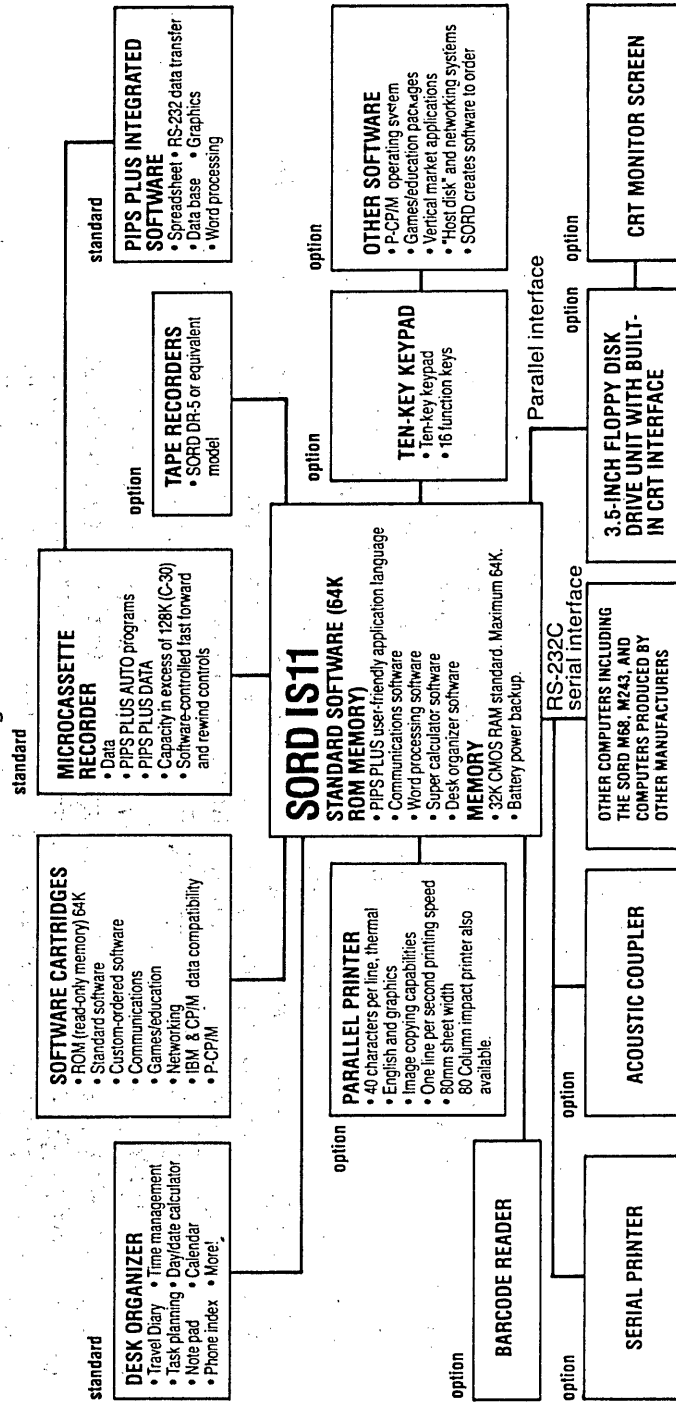 standard
DESK ORGANIZER
• Travel Diary • Time management
• Task planning • Day/date calculator
• Note pad • Calendar
• Phone index • More!
SOFTWARE CARTRIDGES
• ROM (read-only memory) 64K
• Standard software
• Custom-ordered software
• Communications
• Games/education
• Networking
• IBM & CP/M data compatibility
• P-CP/M
standard
MICROCASSETTE
RECORDER
• Data
• PIPS PLUS AUTO programs
• PIPS PLUS DATA
• Capacity in excess of 128K (C-30)
• Software-controlled fast forward
and rewind controls
option
TAPE RECORDERS
• SORD DR-5 or equivalent
model
standard
PIPS PLUS INTEGRATED
SOFTWARE
• Spreadsheet • RS-232 data transfer
• Data base • Graphics
• Word processing
option
PARALLEL PRINTER
• 40 characters per line, thermal
• English and graphics
• Image copying capabilities
• One line per second printing speed
• 80mm sheet width
80 Column impact printer also
available.
SORD IS11
STANDARD SOFTWARE (64K
ROM MEMORY)
• PIPS PLUS user-friendly application language
• Communications software
• Word processing software
• Super calculator software
• Desk organizer software
MEMORY
• 32K CMOS RAM standard. Maximum 64K.
• Battery power backup.
option
TEN-KEY KEYPAD
• Ten-key keypad
• 16 function keys
option
OTHER SOFTWARE
• P-CP/M operating system
• Games/education packages
• Vertical market applications
• "Host disk" and networking systems
• SORD creates software to order
option
BARCODE READER
RS-232C
serial interface
Parallel interface
option
SERIAL PRINTER
option
ACOUSTIC COUPLER
OTHER COMPUTERS INCLUDING
THE SORD M68, M243, AND
COMPUTERS PRODUCED BY
OTHER MANUFACTURERS
option
3.5-INCH FLOPPY DISK
DRIVE UNIT WITH BUILT-
IN CRT INTERFACE
option
CRT MONITOR SCREEN